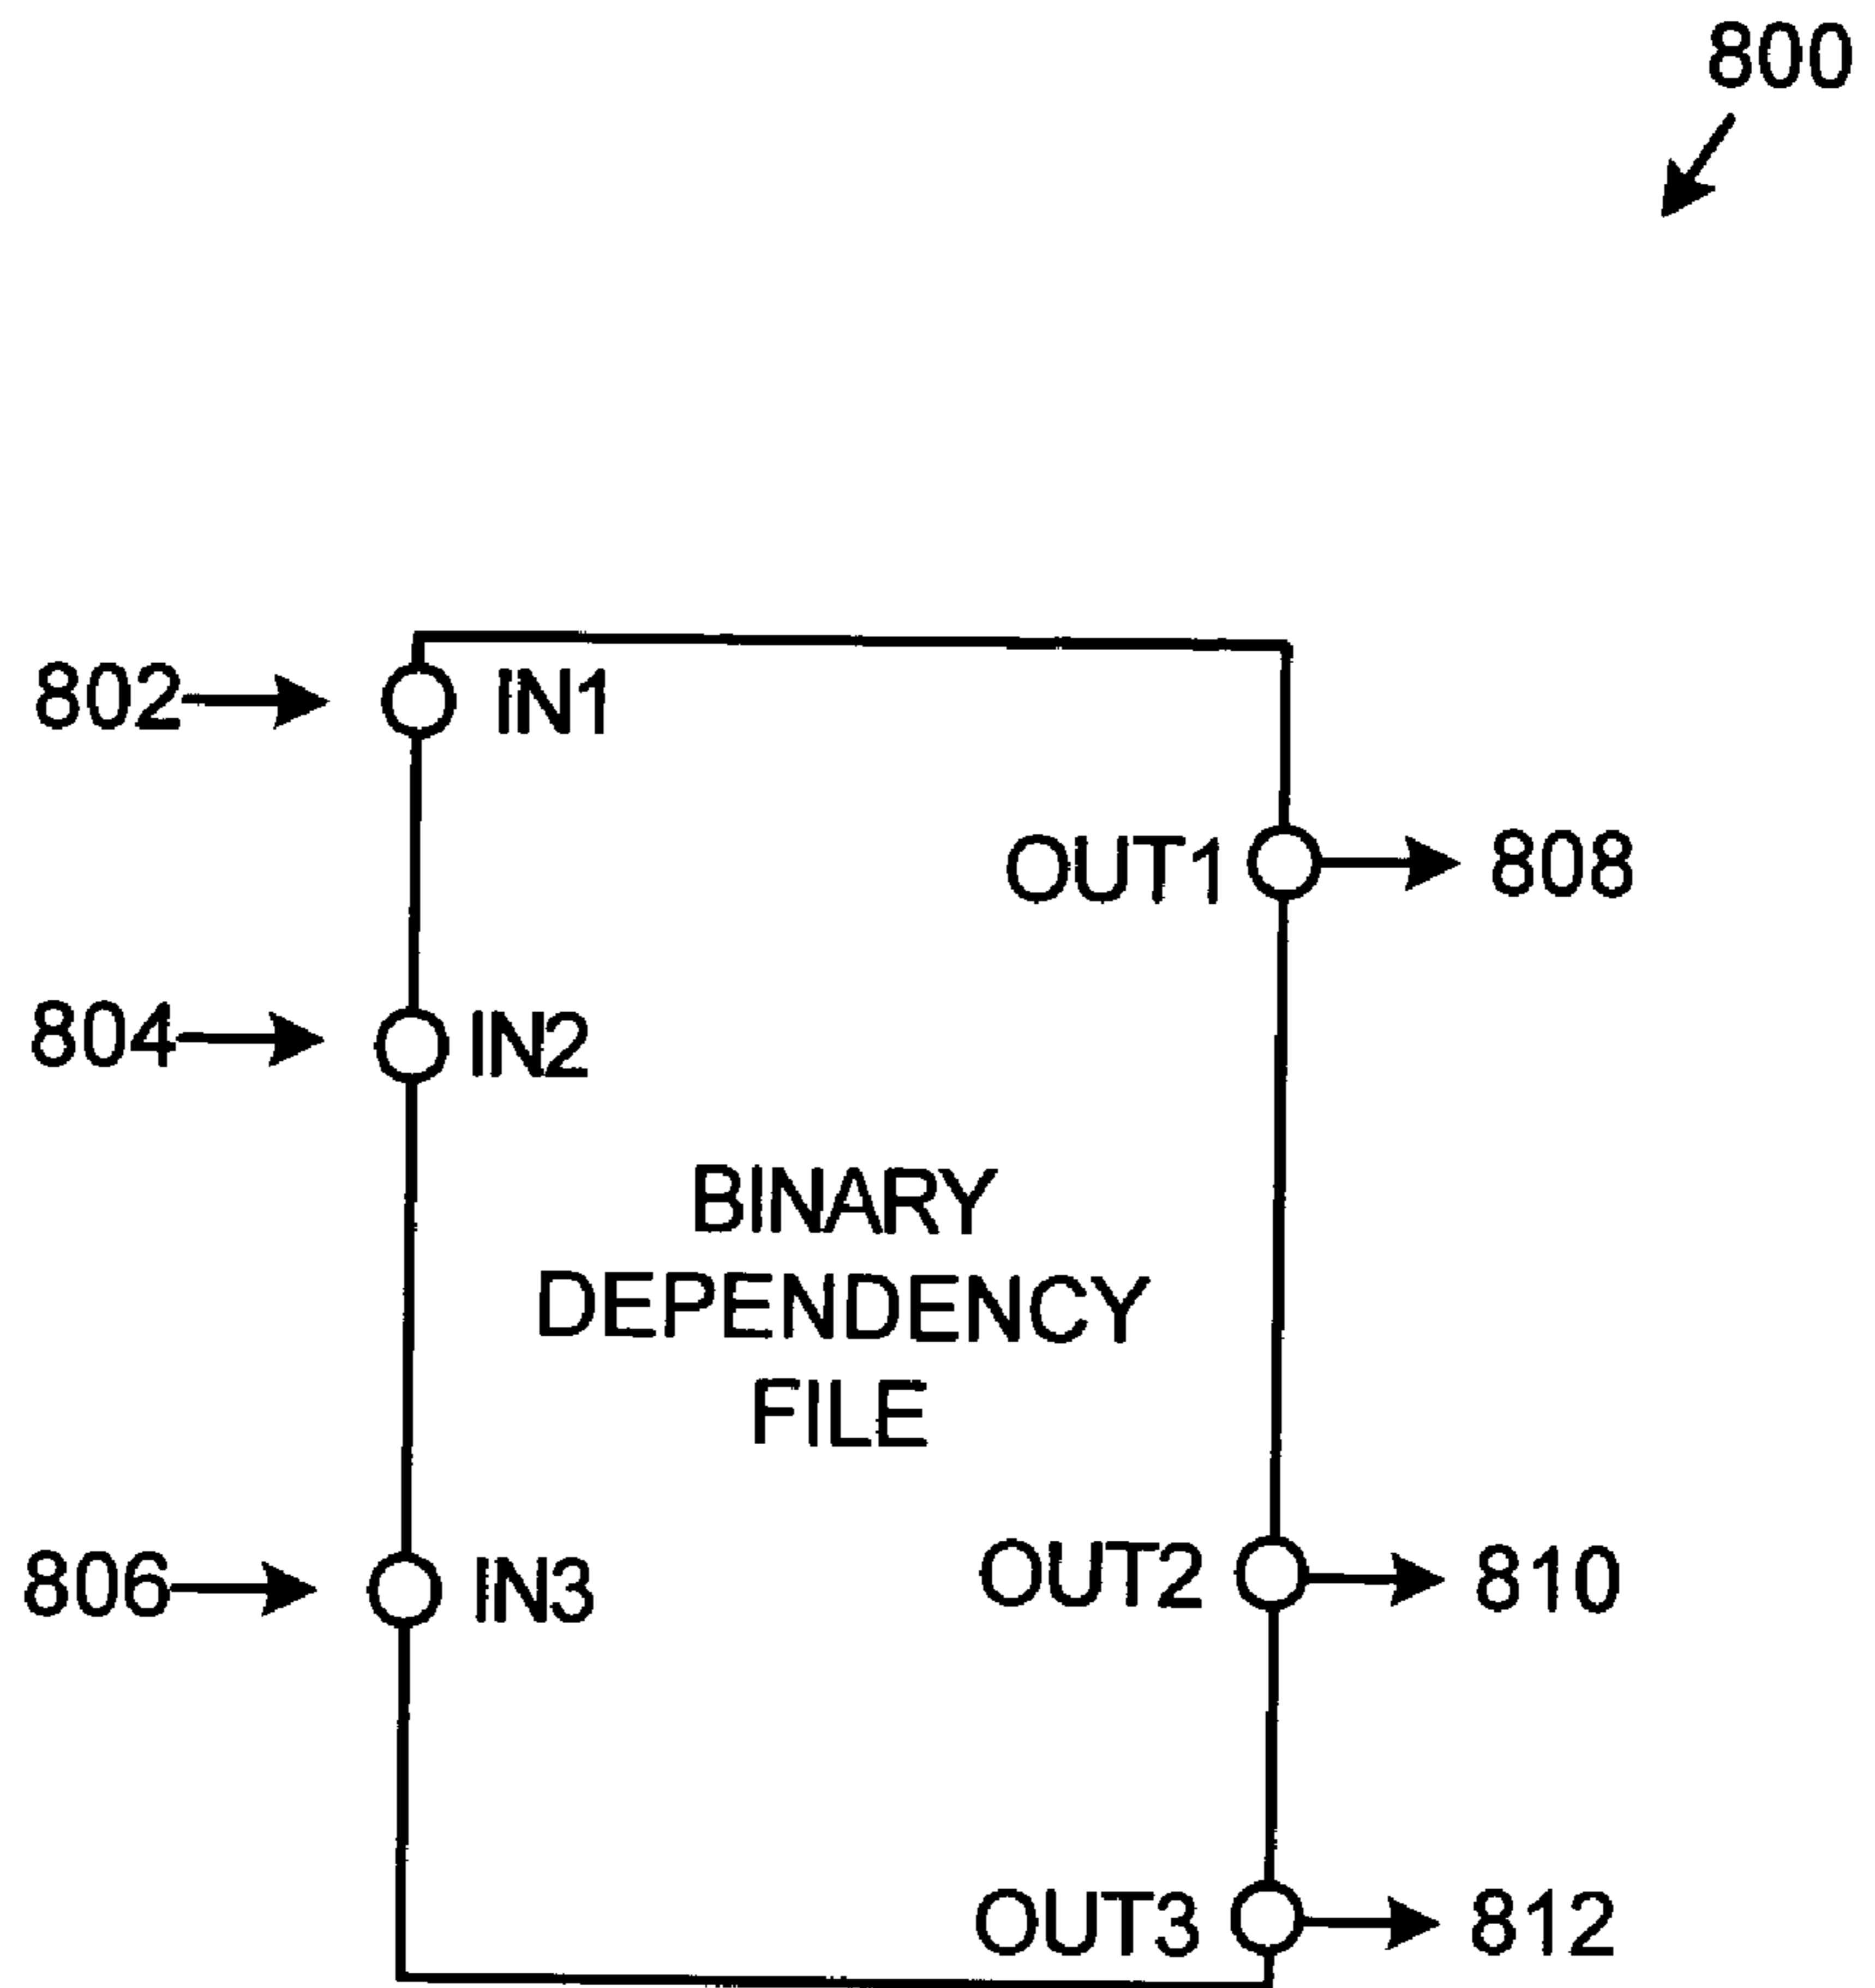 800
802
IN1
OUT1
808
804
IN2
BINARY
DEPENDENCY
FILE
806
IN3
OUT2
810
OUT3
812